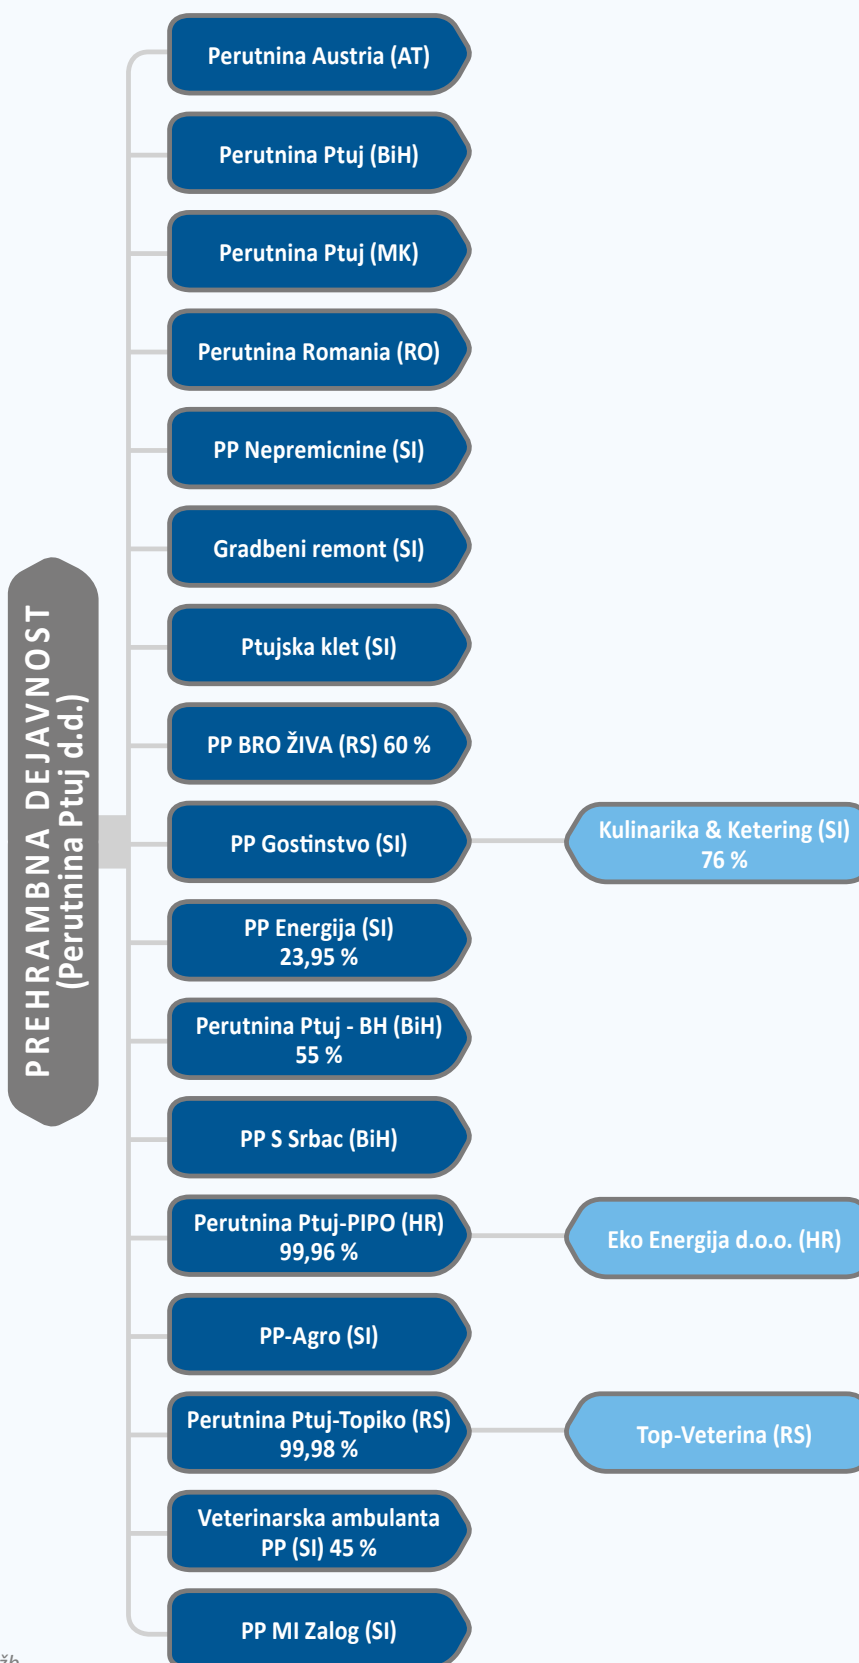 PREHRAMBNA DEJAVNOST
(Perutnina Ptuj d.d.)
Perutnina Austria (AT)
Perutnina Ptuj (BiH)
Perutnina Ptuj (MK)
Perutnina Romania (RO)
PP Nepremicnine (SI)
Gradbeni remont (SI)
Ptujska klet (SI)
PP BRO ŽIVA (RS) 60 %
PP Gostinstvo (SI)
Kulinarika & Ketering (SI)
76 %
PP Energija (SI)
23,95 %
Perutnina Ptuj - BH (BiH)
55 %
PP S Srbac (BiH)
Perutnina Ptuj-PIPO (HR)
99,96 %
Eko Energija d.o.o. (HR)
PP-Agro (SI)
Perutnina Ptuj-Topiko (RS)
99,98 %
Top-Veterina (RS)
Veterinarska ambulanta
PP (SI) 45 %
PP MI Zalog (SI)